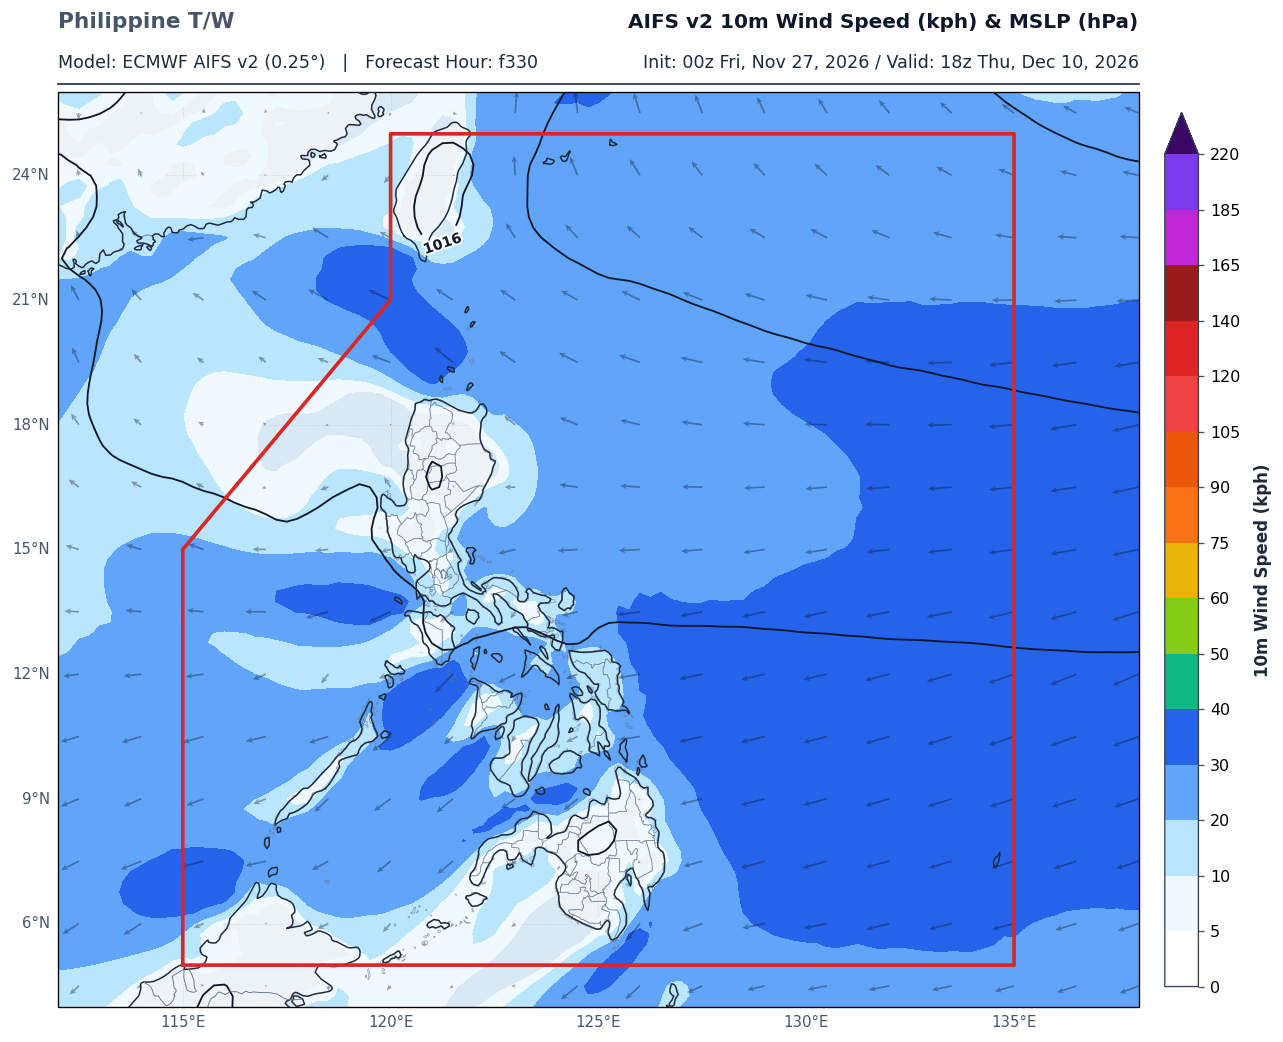 Philippine T/W
AIFS v2 10m Wind Speed (kph) & MSLP (hPa)
Model: ECMWF AIFS v2 (0.25°) | Forecast Hour: f330
Init: 00z Fri, Nov 27, 2026 / Valid: 18z Thu, Dec 10, 2026
24°N
21°N
18°N
15°N
12°N
9°N
6°N
1016
115°E
120°E
125°E
130°E
135°E
220
185
165
140
120
105
90
75
60
50
40
30
20
10
5
0
10m Wind Speed (kph)